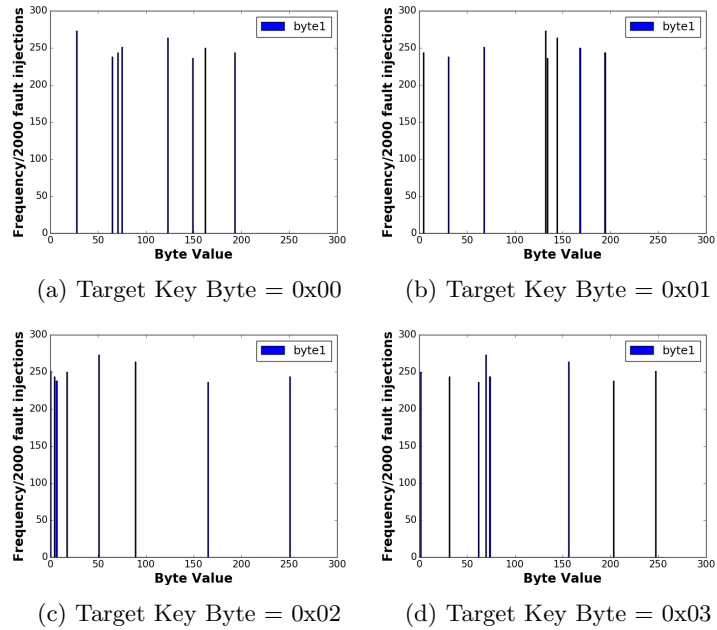 300
250
200
150
100
50
0
Frequency/2000 fault injections
byte1
0 50 100 150 200 250 300
Byte Value
(a) Target Key Byte = 0x00
300
250
200
150
100
50
0
Frequency/2000 fault injections
byte1
0 50 100 150 200 250 300
Byte Value
(b) Target Key Byte = 0x01
300
250
200
150
100
50
0
Frequency/2000 fault injections
byte1
0 50 100 150 200 250 300
Byte Value
(c) Target Key Byte = 0x02
300
250
200
150
100
50
0
Frequency/2000 fault injections
byte1
0 50 100 150 200 250 300
Byte Value
(d) Target Key Byte = 0x03